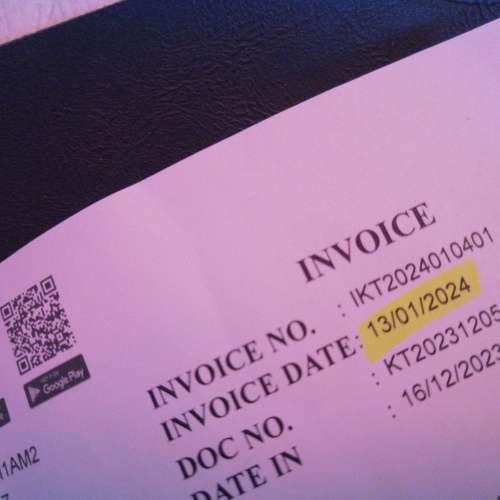 INVOICE
INVOICE NO. : IKT2024010401
INVOICE DATE: 13/01/2024
DOC NO. : KT20231205
DATE IN : 16/12/2023
Google Play
1AM2